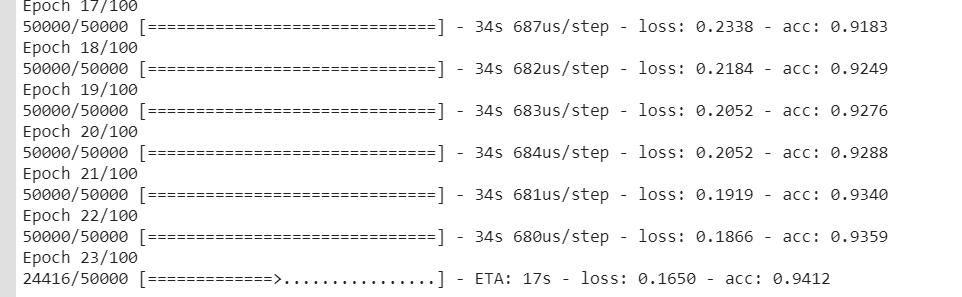 Epoch 17/100
50000/50000 [==============================] - 34s 687us/step - loss: 0.2338 - acc: 0.9183
Epoch 18/100
50000/50000 [==============================] - 34s 682us/step - loss: 0.2184 - acc: 0.9249
Epoch 19/100
50000/50000 [==============================] - 34s 683us/step - loss: 0.2052 - acc: 0.9276
Epoch 20/100
50000/50000 [==============================] - 34s 684us/step - loss: 0.2052 - acc: 0.9288
Epoch 21/100
50000/50000 [==============================] - 34s 681us/step - loss: 0.1919 - acc: 0.9340
Epoch 22/100
50000/50000 [==============================] - 34s 680us/step - loss: 0.1866 - acc: 0.9359
Epoch 23/100
24416/50000 [=============>................] - ETA: 17s - loss: 0.1650 - acc: 0.9412